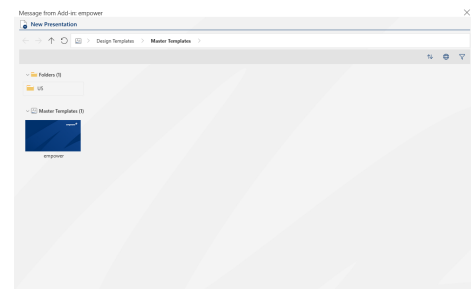 Message from Add-in: empower
New Presentation
Design Templates > Master Templates >
Folders (1)
US
Master Templates (1)
empower